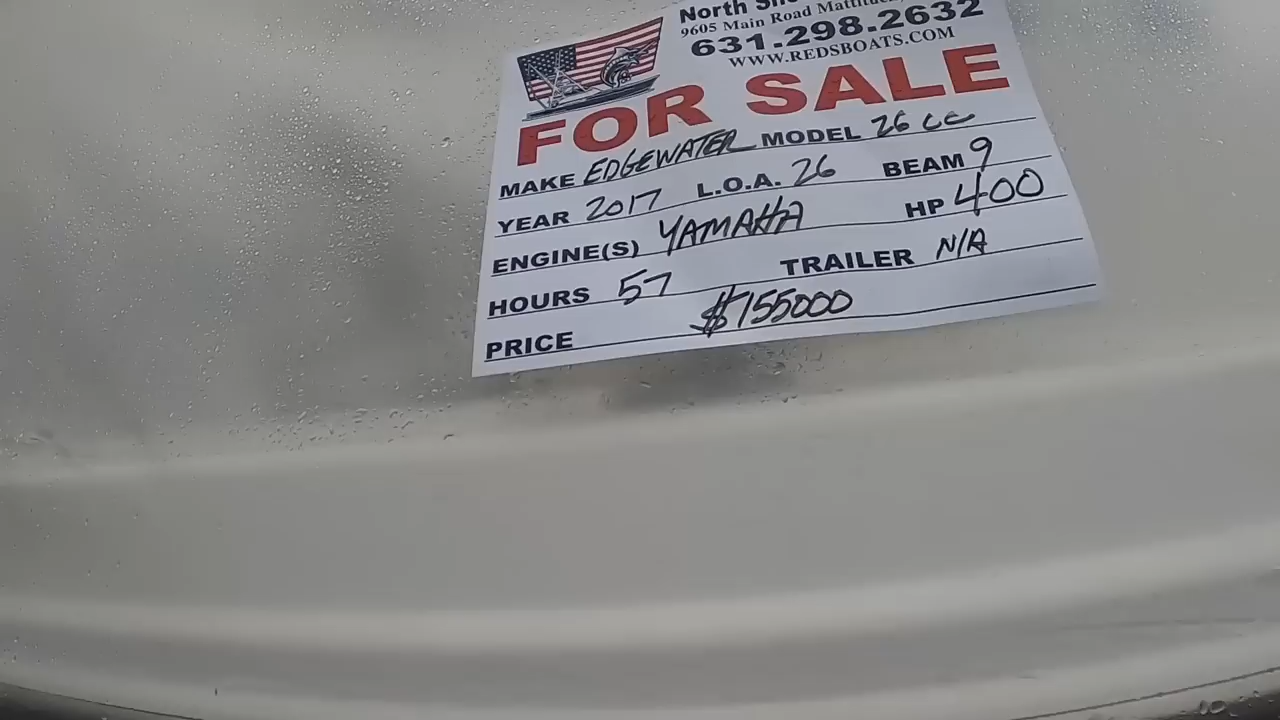 North
9605 Main Road
631.298.2632
WWW.REDSBOATS.COM
FOR SALE
MAKE EDGEWATER MODEL 26 CC
YEAR 2017 L.O.A. 26 BEAM 9
ENGINE(S) YAMAHA HP 400
HOURS 57 TRAILER N/A
PRICE $155000